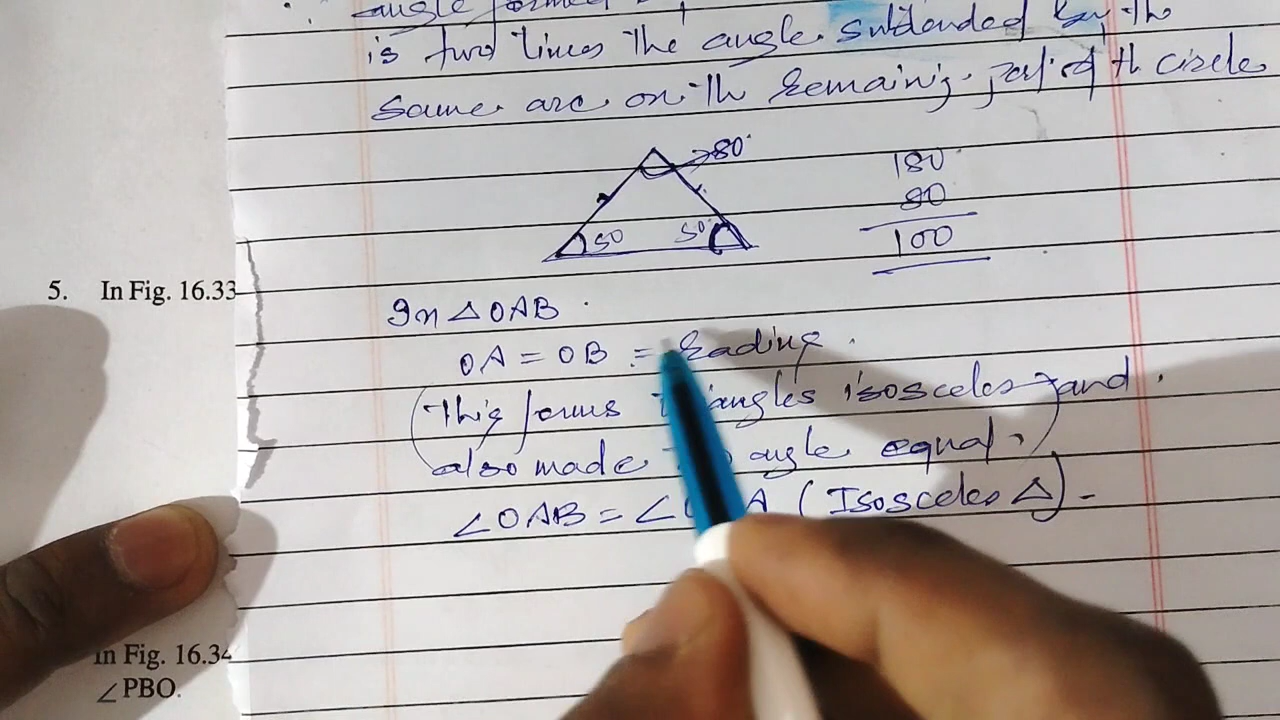 angle formed
is two times the angle subtended by the
same arc on the remaining part of the circle
80°
180
80
100
50
50°
5. In Fig. 16.33
In △OAB
OA = OB =
(This forms isosceles and
also made angle equal.)
∠OAB = ∠ A (Isosceles △) -
in Fig. 16.34
∠PBO.